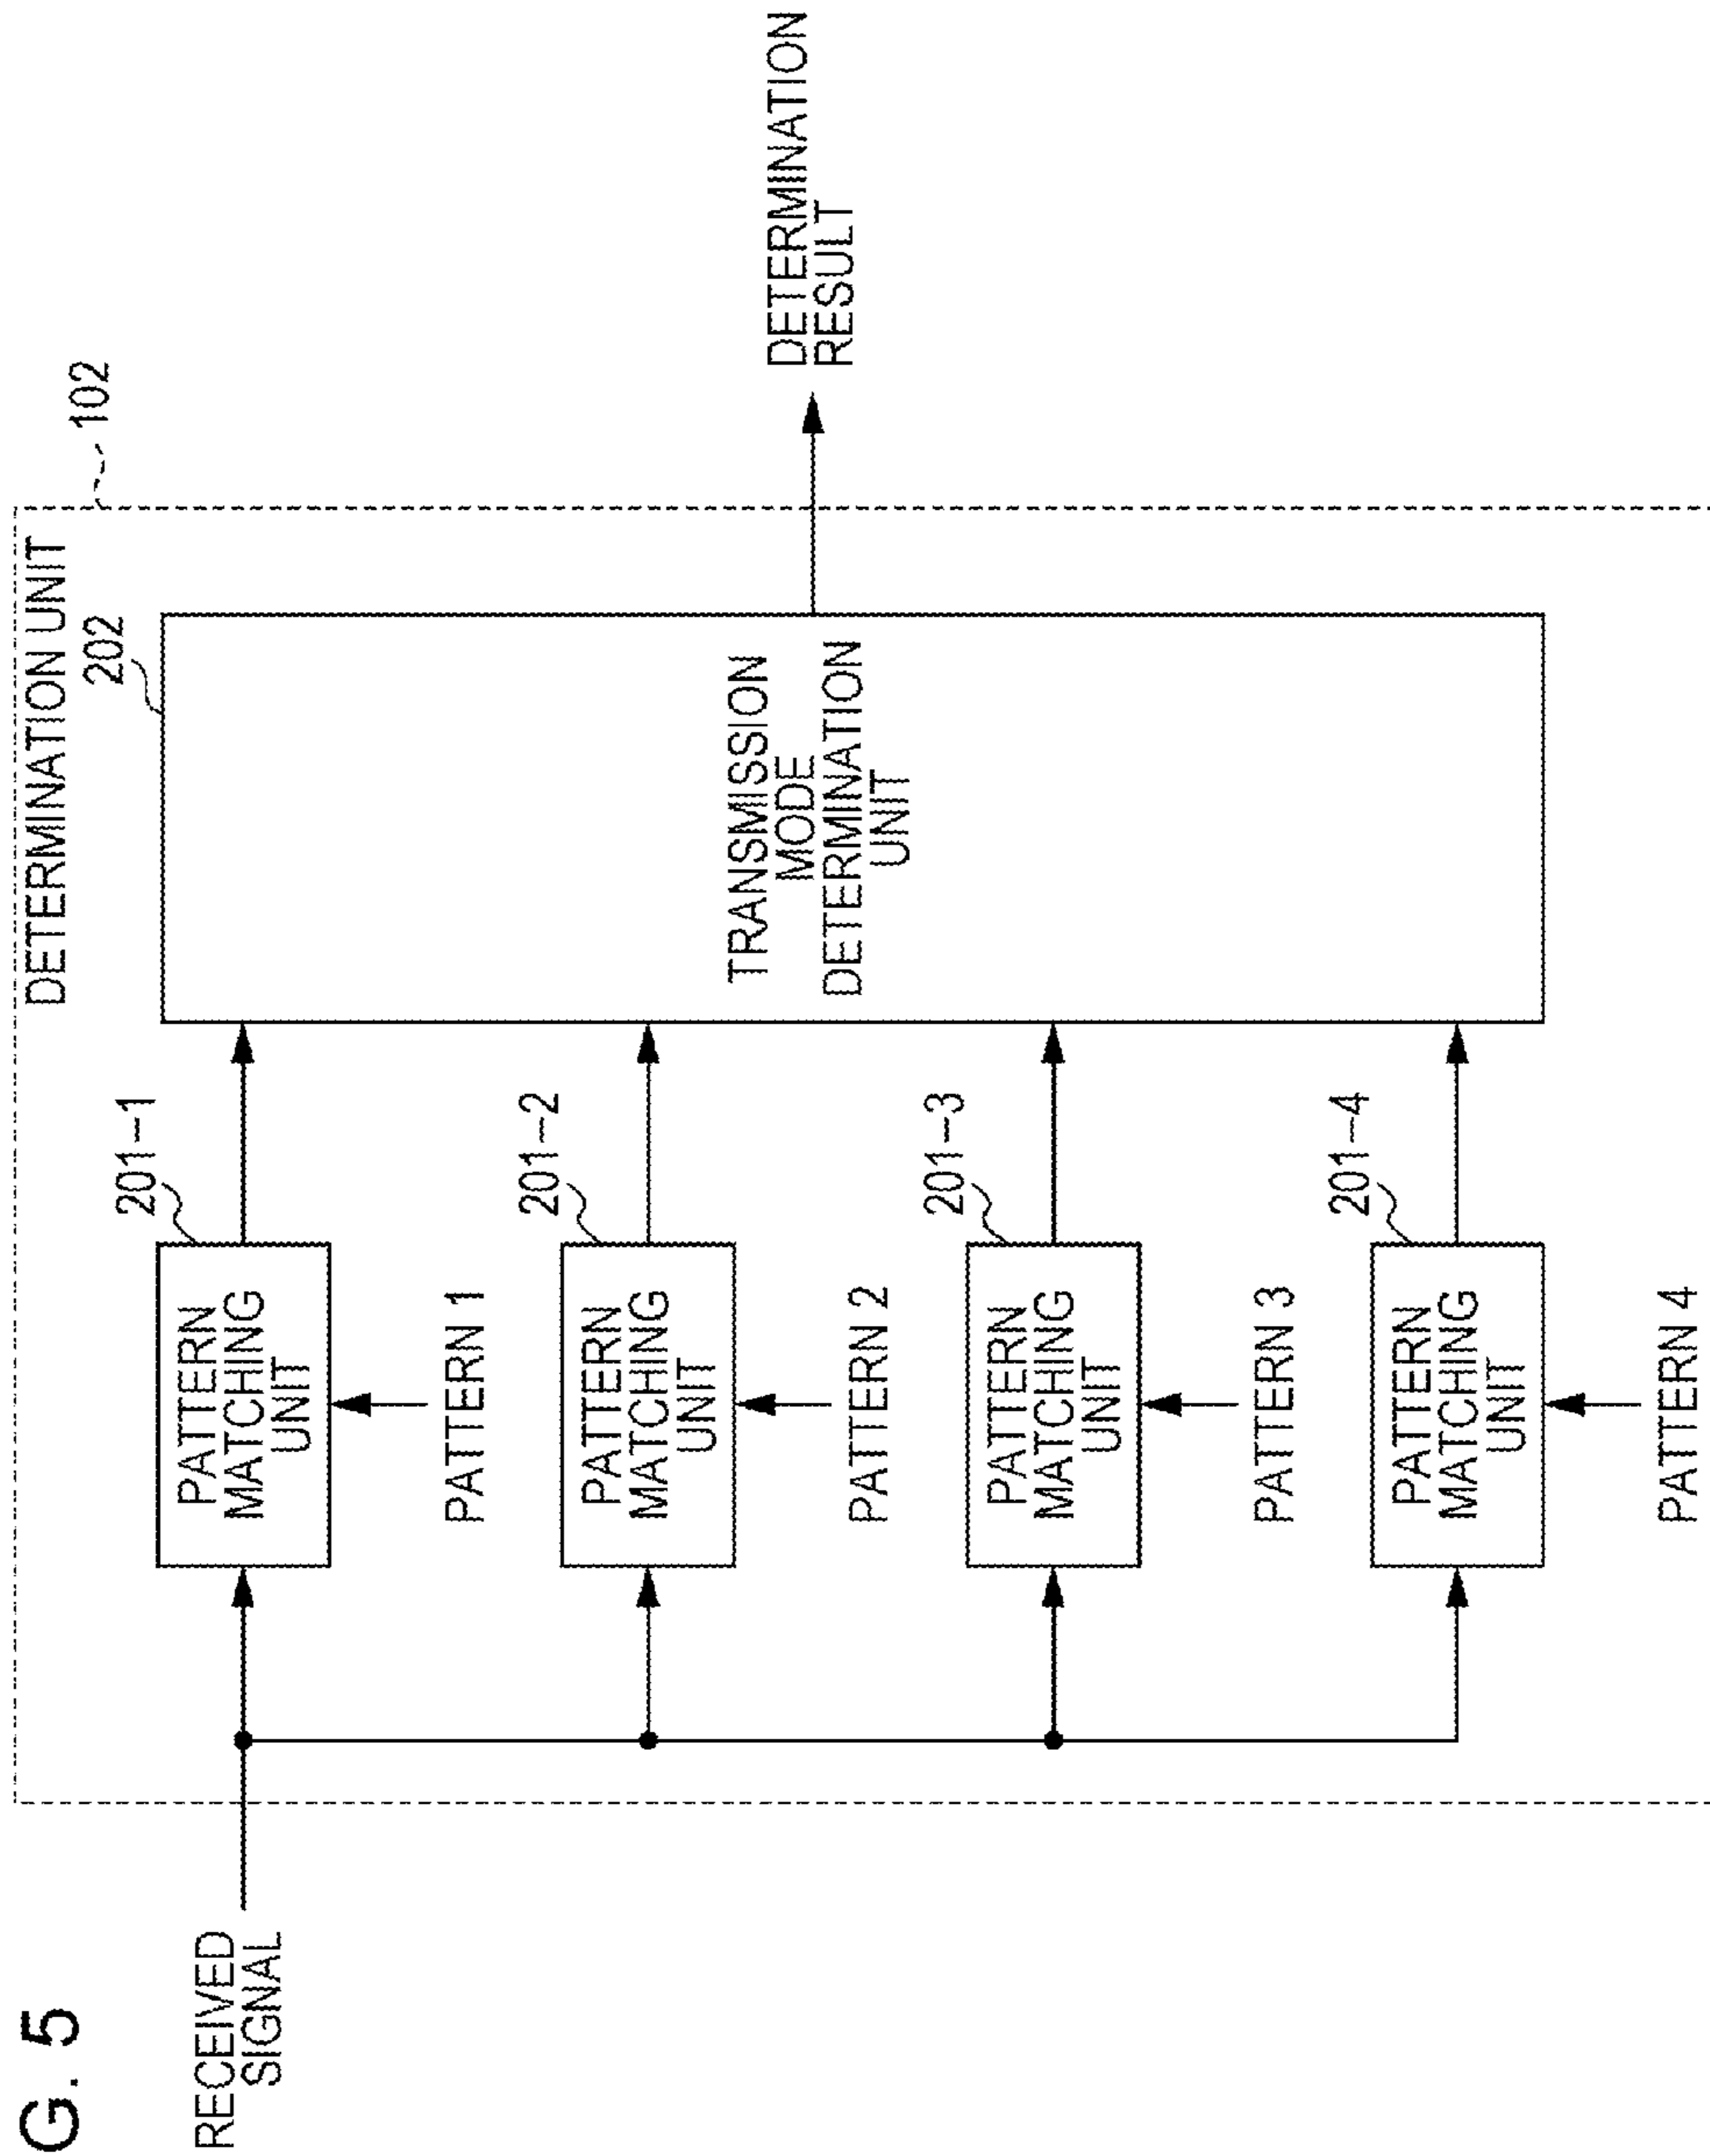 G. 5
DETERMINATION UNIT
102
202
RECEIVED
SIGNAL
201-1
PATTERN
MATCHING
UNIT
PATTERN 1
201-2
PATTERN
MATCHING
UNIT
PATTERN 2
201-3
PATTERN
MATCHING
UNIT
PATTERN 3
201-4
PATTERN
MATCHING
UNIT
PATTERN 4
TRANSMISSION
MODE
DETERMINATION
UNIT
DETERMINATION
RESULT